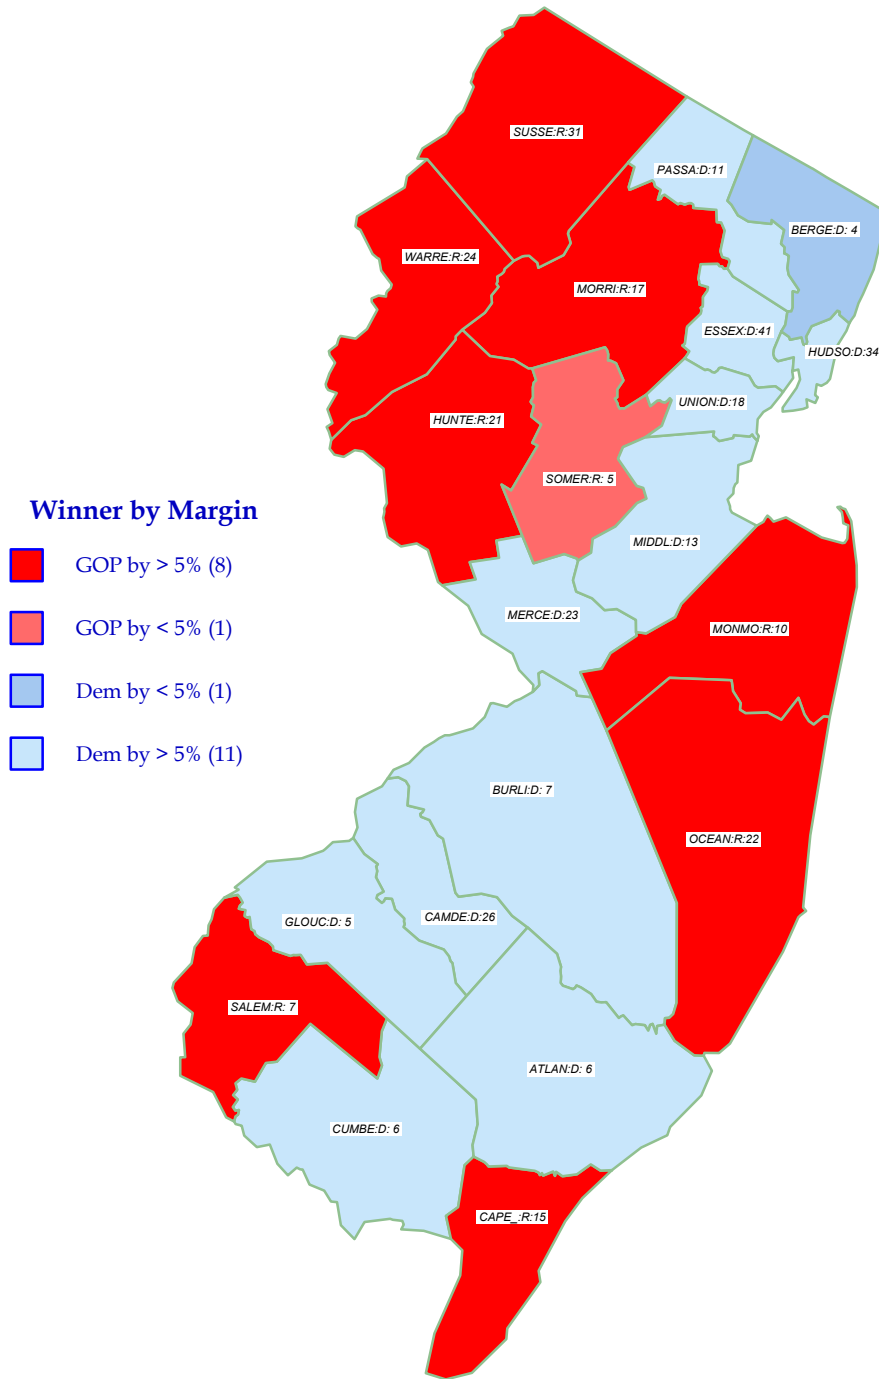 SUSSE:R:31
PASSA:D:11
BERGE:D: 4
WARRE:R:24
MORRI:R:17
ESSEX:D:41
HUDSO:D:34
UNION:D:18
HUNTE:R:21
SOMER:R: 5
MIDDL:D:13
MERCE:D:23
MONMO:R:10
BURLI:D: 7
OCEAN:R:22
GLOUC:D: 5
CAMDE:D:26
SALEM:R: 7
ATLAN:D: 6
CUMBE:D: 6
CAPE_:R:15
Winner by Margin
GOP by > 5% (8)
GOP by < 5% (1)
Dem by < 5% (1)
Dem by > 5% (11)